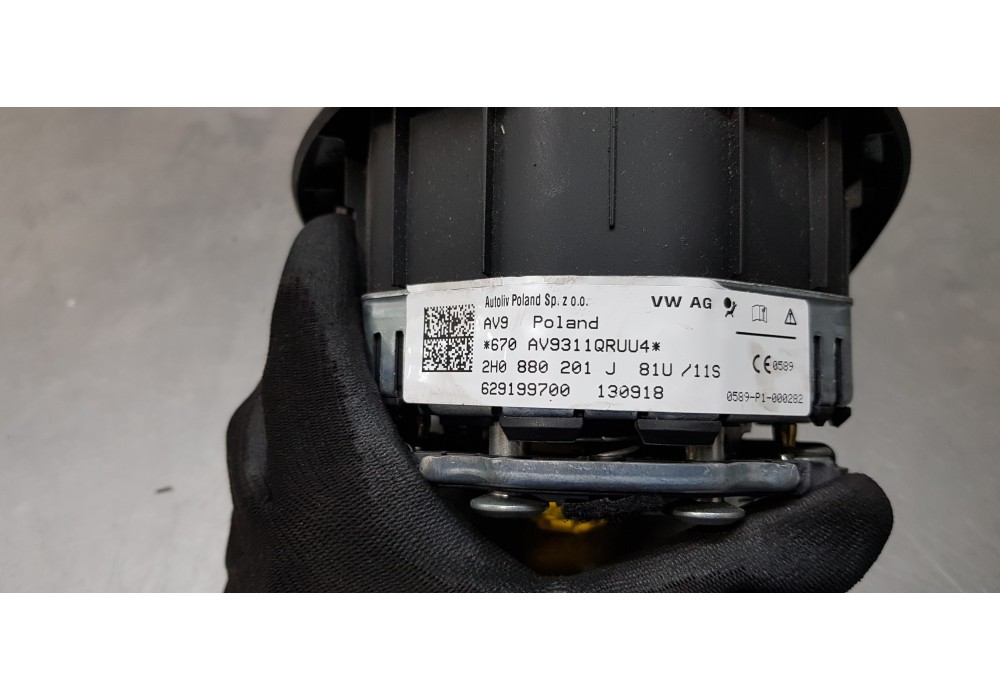 Autoliv Poland Sp. z o.o.
VW AG
AV9 Poland
*670 AV9311QRUU4*
2H0 880 201 J 81U /11S
CE 0589
629199700 130918
0589-P1-000282